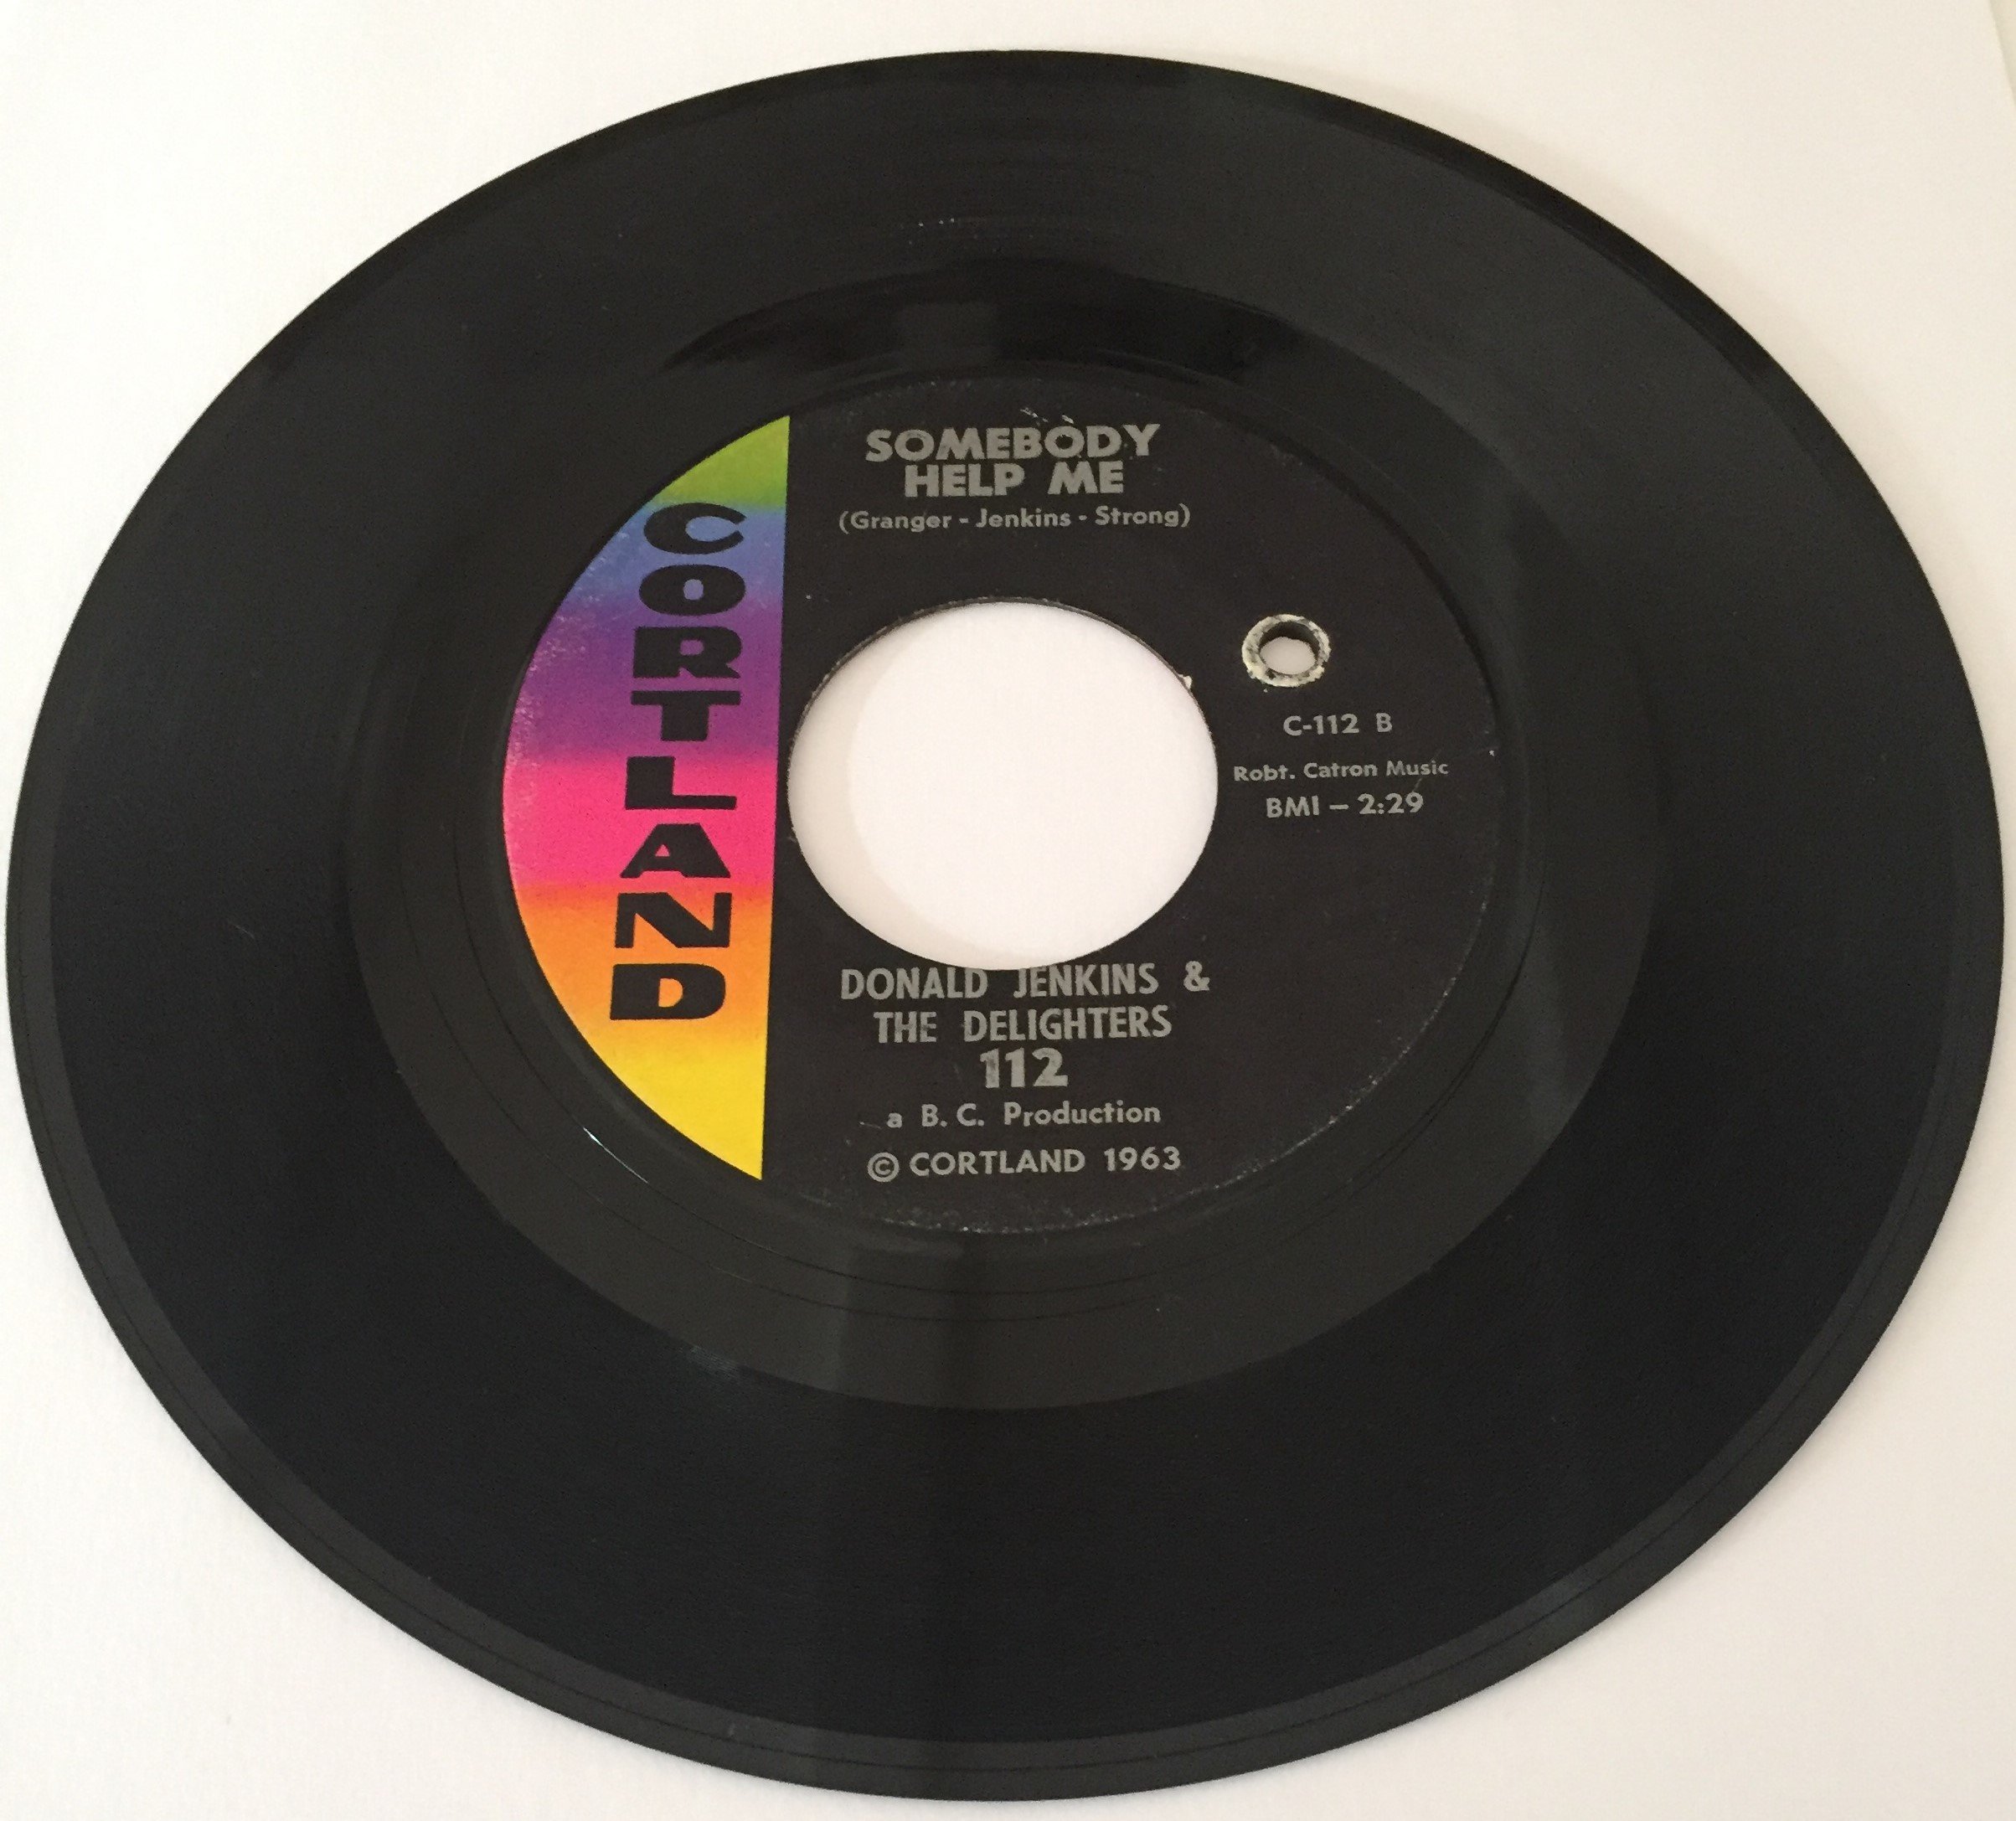 CORTLAND
SOMEBODY
HELP ME
(Granger - Jenkins - Strong)
C-112 B
Robt. Catron Music
BMI — 2:29
DONALD JENKINS &
THE DELIGHTERS
112
a B. C. Production
© CORTLAND 1963